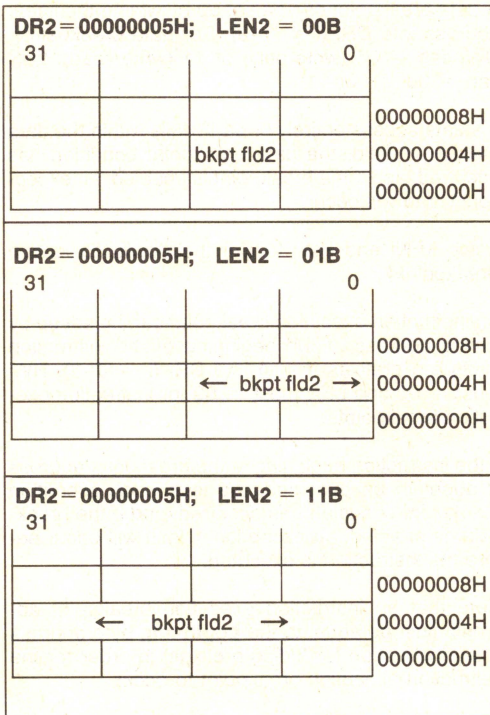 DR2=00000005H; LEN2 = 00B
31 0
00000008H
bkpt fld2 00000004H
00000000H
DR2=00000005H; LEN2 = 01B
31 0
00000008H
← bkpt fld2 → 00000004H
00000000H
DR2=00000005H; LEN2 = 11B
31 0
00000008H
← bkpt fld2 → 00000004H
00000000H